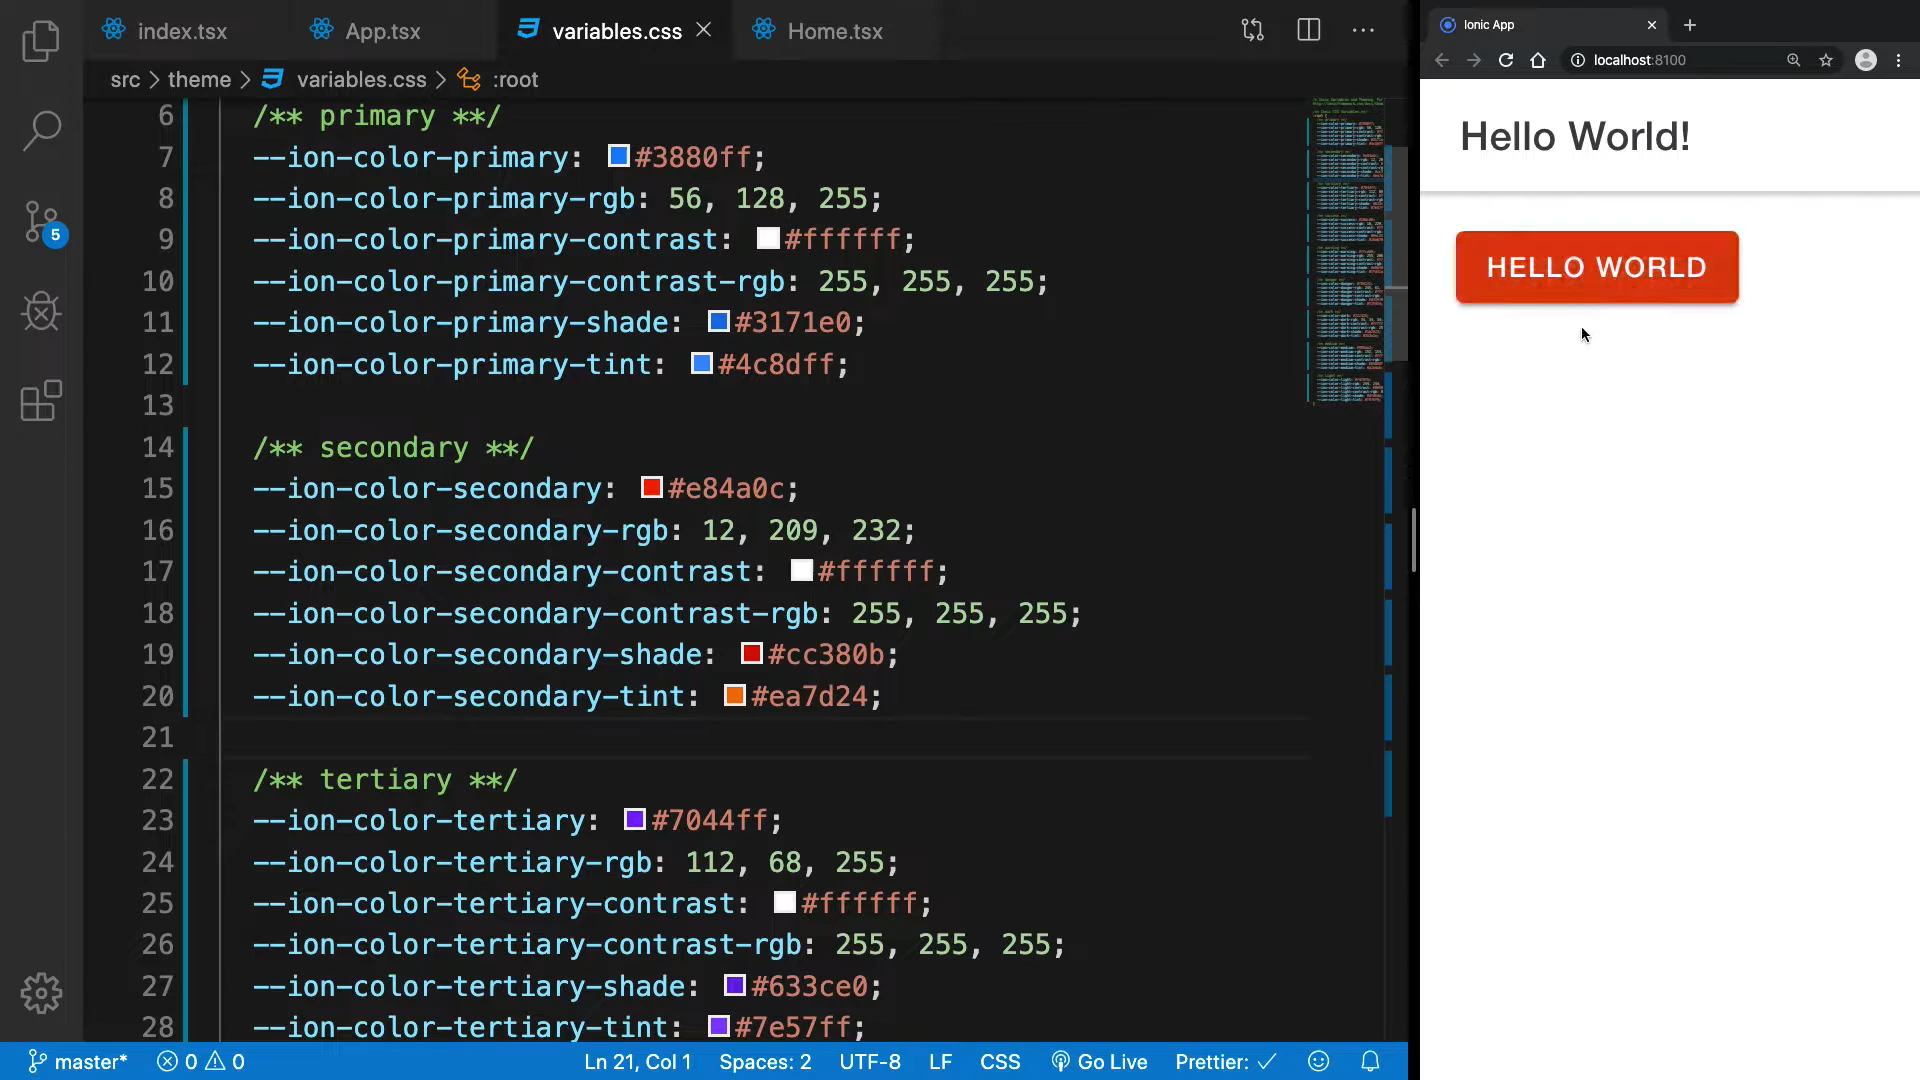 index.tsx
App.tsx
variables.css
Home.tsx
src > theme > variables.css > :root
6 /** primary **/
7 --ion-color-primary: #3880ff;
8 --ion-color-primary-rgb: 56, 128, 255;
9 --ion-color-primary-contrast: #ffffff;
10 --ion-color-primary-contrast-rgb: 255, 255, 255;
11 --ion-color-primary-shade: #3171e0;
12 --ion-color-primary-tint: #4c8dff;
13
14 /** secondary **/
15 --ion-color-secondary: #e84a0c;
16 --ion-color-secondary-rgb: 12, 209, 232;
17 --ion-color-secondary-contrast: #ffffff;
18 --ion-color-secondary-contrast-rgb: 255, 255, 255;
19 --ion-color-secondary-shade: #cc380b;
20 --ion-color-secondary-tint: #ea7d24;
21
22 /** tertiary **/
23 --ion-color-tertiary: #7044ff;
24 --ion-color-tertiary-rgb: 112, 68, 255;
25 --ion-color-tertiary-contrast: #ffffff;
26 --ion-color-tertiary-contrast-rgb: 255, 255, 255;
27 --ion-color-tertiary-shade: #633ce0;
28 --ion-color-tertiary-tint: #7e57ff;
5
master* 0 0 Ln 21, Col 1 Spaces: 2 UTF-8 LF CSS Go Live Prettier: ✓
Ionic App
localhost:8100
Hello World!
HELLO WORLD